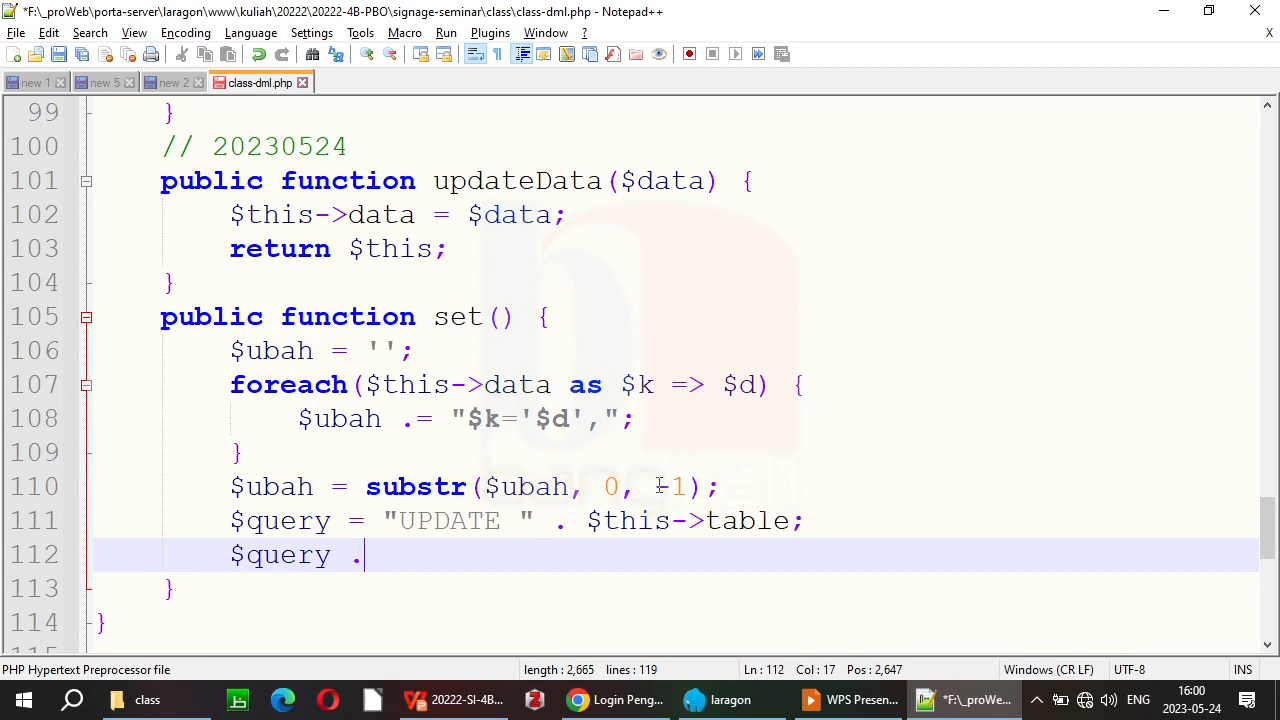 *F:\_proWeb\porta-server\laragon\www\kuliah\20222\20222-4B-PBO\signage-seminar\class\class-dml.php - Notepad++
File Edit Search View Encoding Language Settings Tools Macro Run Plugins Window ? X
new 1 new 5 new 2 class-dml.php
99 }
100 // 20230524
101 public function updateData($data) {
102 $this->data = $data;
103 return $this;
104 }
105 public function set() {
106 $ubah = '';
107 foreach($this->data as $k => $d) {
108 $ubah .= "$k='$d',";
109 }
110 $ubah = substr($ubah, 0, -1);
111 $query = "UPDATE " . $this->table;
112 $query .
113 }
114 }
PHP Hypertext Preprocessor file length : 2,665 lines : 119 Ln : 112 Col : 17 Pos : 2,647 Windows (CR LF) UTF-8 INS
class 20222-SI-4B... Login Peng... laragon WPS Presen... *F:\_proWe... ENG 16:00
2023-05-24